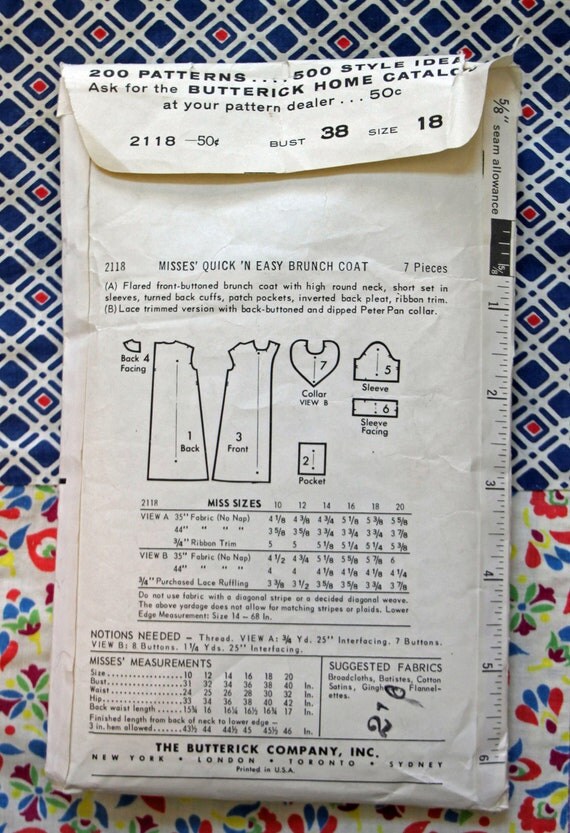 200 PATTERNS....500 STYLE IDEA
Ask for the BUTTERICK HOME CATALO
at your pattern dealer...50c
2118 —50¢ BUST 38 SIZE 18
5/8" seam allowance
2118 MISSES' QUICK 'N EASY BRUNCH COAT 7 Pieces
(A) Flared front-buttoned brunch coat with high round neck, short set in
sleeves, turned back cuffs, patch pockets, inverted back pleat, ribbon trim.
(B) Lace trimmed version with back-buttoned and dipped Peter Pan collar.
Back 4
Facing
1
Back
3
Front
7
Collar
VIEW B
5
Sleeve
6
Sleeve
Facing
2
Pocket
2118 MISS SIZES 10 12 14 16 18 20
VIEW A 35" Fabric (No Nap) 4 1/8 4 3/8 4 3/4 5 1/8 5 3/8 5 5/8
44" " " " 3 5/8 3 5/8 3 3/4 3 3/4 3 3/4 3 7/8
3/4" Ribbon Trim 5 5 5 1/8 5 1/4 5 1/4 5 3/8
VIEW B 35" Fabric (No Nap) 4 1/2 4 3/4 5 1/8 5 3/8 5 7/8 6
44" " " " 4 4 4 1/8 4 1/8 4 1/4 4 1/4
3/4" Purchased Lace Ruffling 3 3/8 3 1/2 3 5/8 3 5/8 3 3/4 3 7/8
Do not use fabric with a diagonal stripe or a decided diagonal weave.
The above yardage does not allow for matching stripes or plaids. Lower
Edge Measurement: Size 14 - 68 In.
NOTIONS NEEDED - Thread. VIEW A: 3/4 Yd. 25" Interfacing. 7 Buttons.
VIEW B: 8 Buttons. 1 1/4 Yds. 25" Interfacing.
MISSES' MEASUREMENTS
Size 10 12 14 16 18 20
Bust 31 32 34 36 38 40 In.
Waist 24 25 26 28 30 32 In.
Hip 33 34 36 38 40 42 In.
Back waist length 15¾ 16 16¼ 16½ 16¾ 17 In.
Finished length from back of neck to lower edge -
3 in. hem allowed 43½ 44 44½ 45 45½ 46 In.
SUGGESTED FABRICS
Broadcloths, Batistes, Cotton
Satins, Flannel-
ettes.
THE BUTTERICK COMPANY, INC.
NEW YORK • LONDON • TORONTO • SYDNEY
Printed in U.S.A.
1
2
3
4
5
6